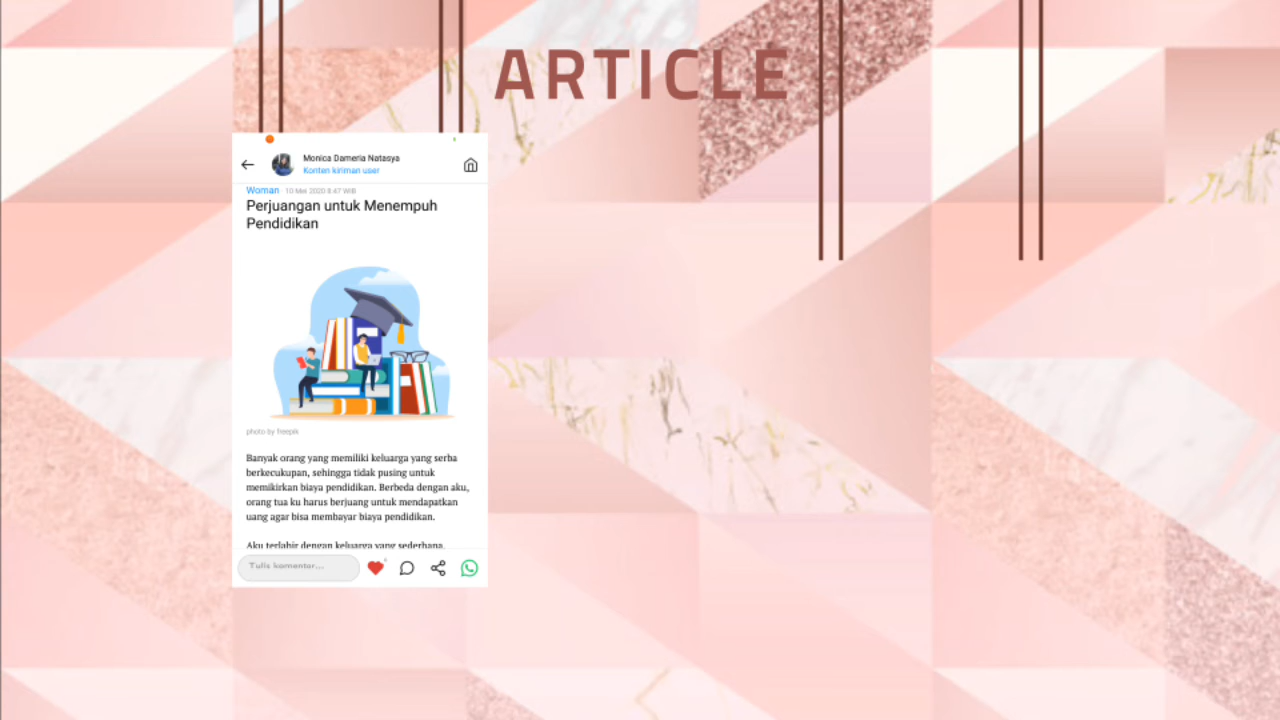 ARTICLE
Monica Dameria Natasya
Konten kiriman user
Woman 10 Mei 2020 8.47 WIB
Perjuangan untuk Menempuh
Pendidikan
photo by freepik
Banyak orang yang memiliki keluarga yang serba
berkecukupan, sehingga tidak pusing untuk
memikirkan biaya pendidikan. Berbeda dengan aku,
orang tua ku harus berjuang untuk mendapatkan
uang agar bisa membayar biaya pendidikan.
Aku terlahir dengan keluarga yang sederhana.
Tulis komentar...